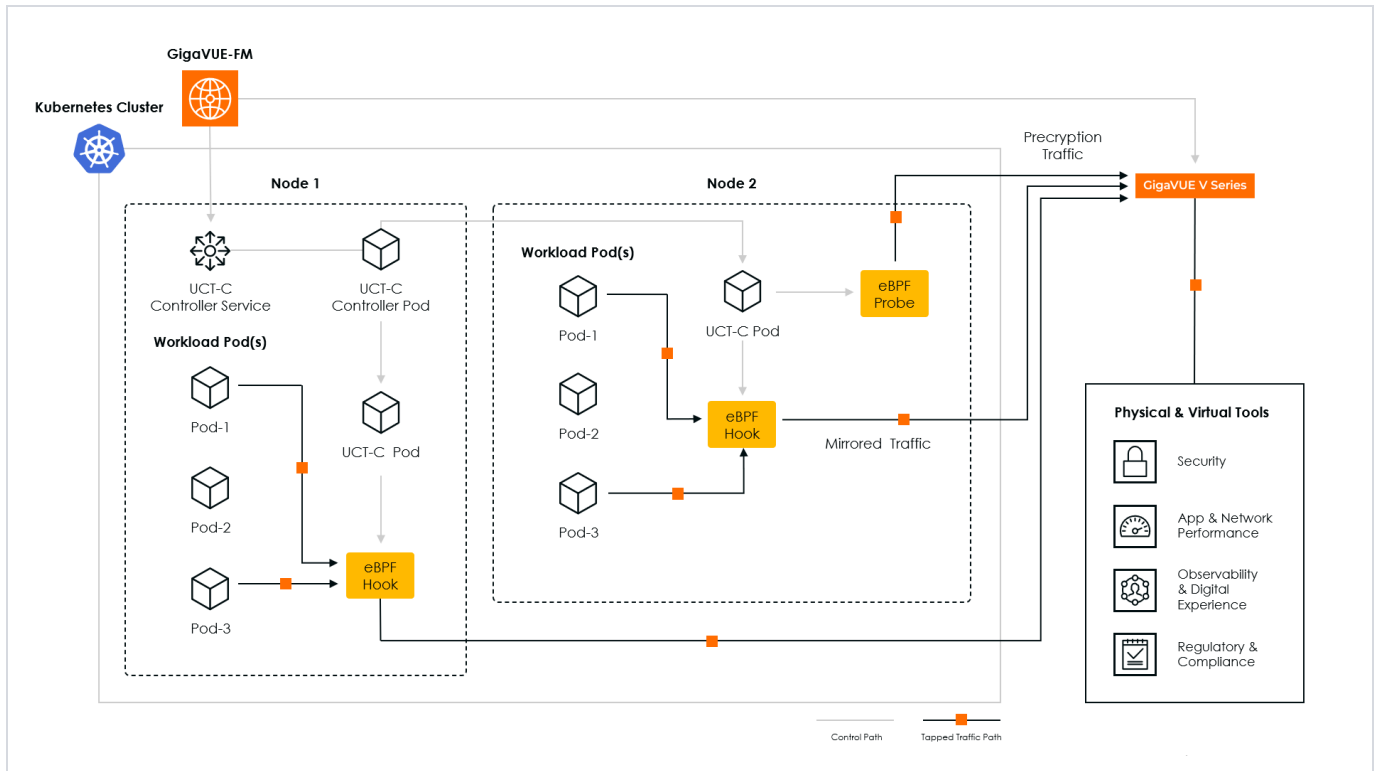 GigaVUE-FM
Kubernetes Cluster
Node 1
UCT-C
Controller Service
UCT-C
Controller Pod
Workload Pod(s)
Pod-1
Pod-2
Pod-3
UCT-C Pod
eBPF
Hook
Node 2
Workload Pod(s)
Pod-1
Pod-2
Pod-3
UCT-C Pod
eBPF
Probe
eBPF
Hook
Mirrored Traffic
Precryption
Traffic
GigaVUE V Series
Physical & Virtual Tools
Security
App & Network
Performance
Observability
& Digital
Experience
Regulatory &
Compliance
Control Path
Tapped Traffic Path